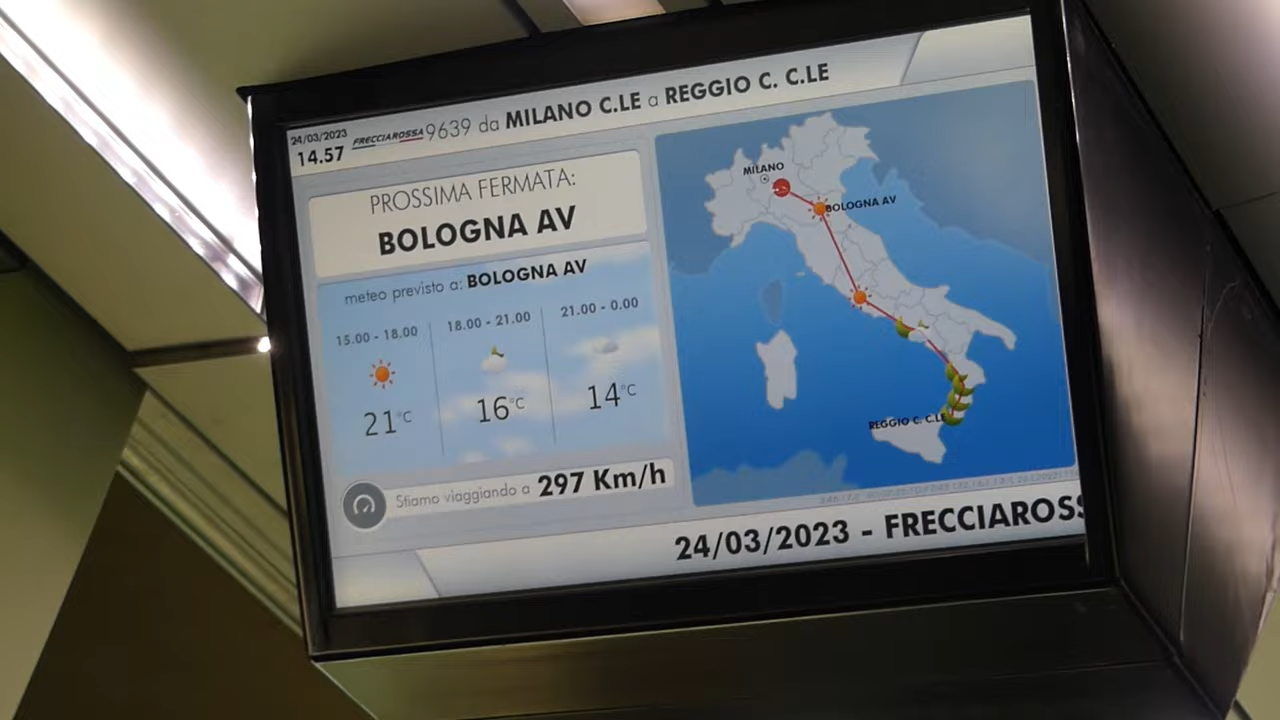 24/03/2023
14.57
FRECCIAROSSA 9639 da MILANO C.LE a REGGIO C. C.LE
PROSSIMA FERMATA:
BOLOGNA AV
meteo previsto a: BOLOGNA AV
15.00 - 18.00
18.00 - 21.00
21.00 - 0.00
21°C
16°C
14°C
Stiamo viaggiando a 297 Km/h
MILANO
BOLOGNA AV
REGGIO C. C.LE
24/03/2023 - FRECCIAROSS